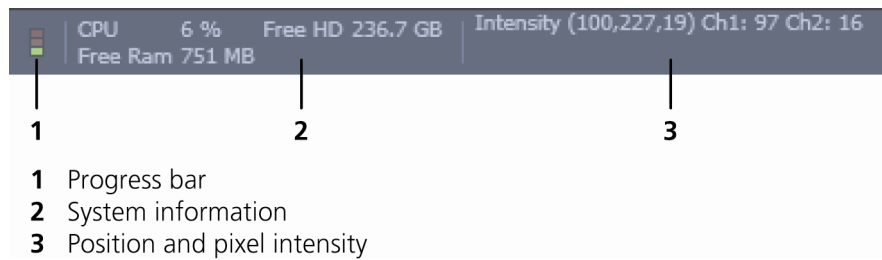 CPU 6 % Free HD 236.7 GB Intensity (100,227,19) Ch1: 97 Ch2: 16
Free Ram 751 MB
1 2 3
1 Progress bar
2 System information
3 Position and pixel intensity